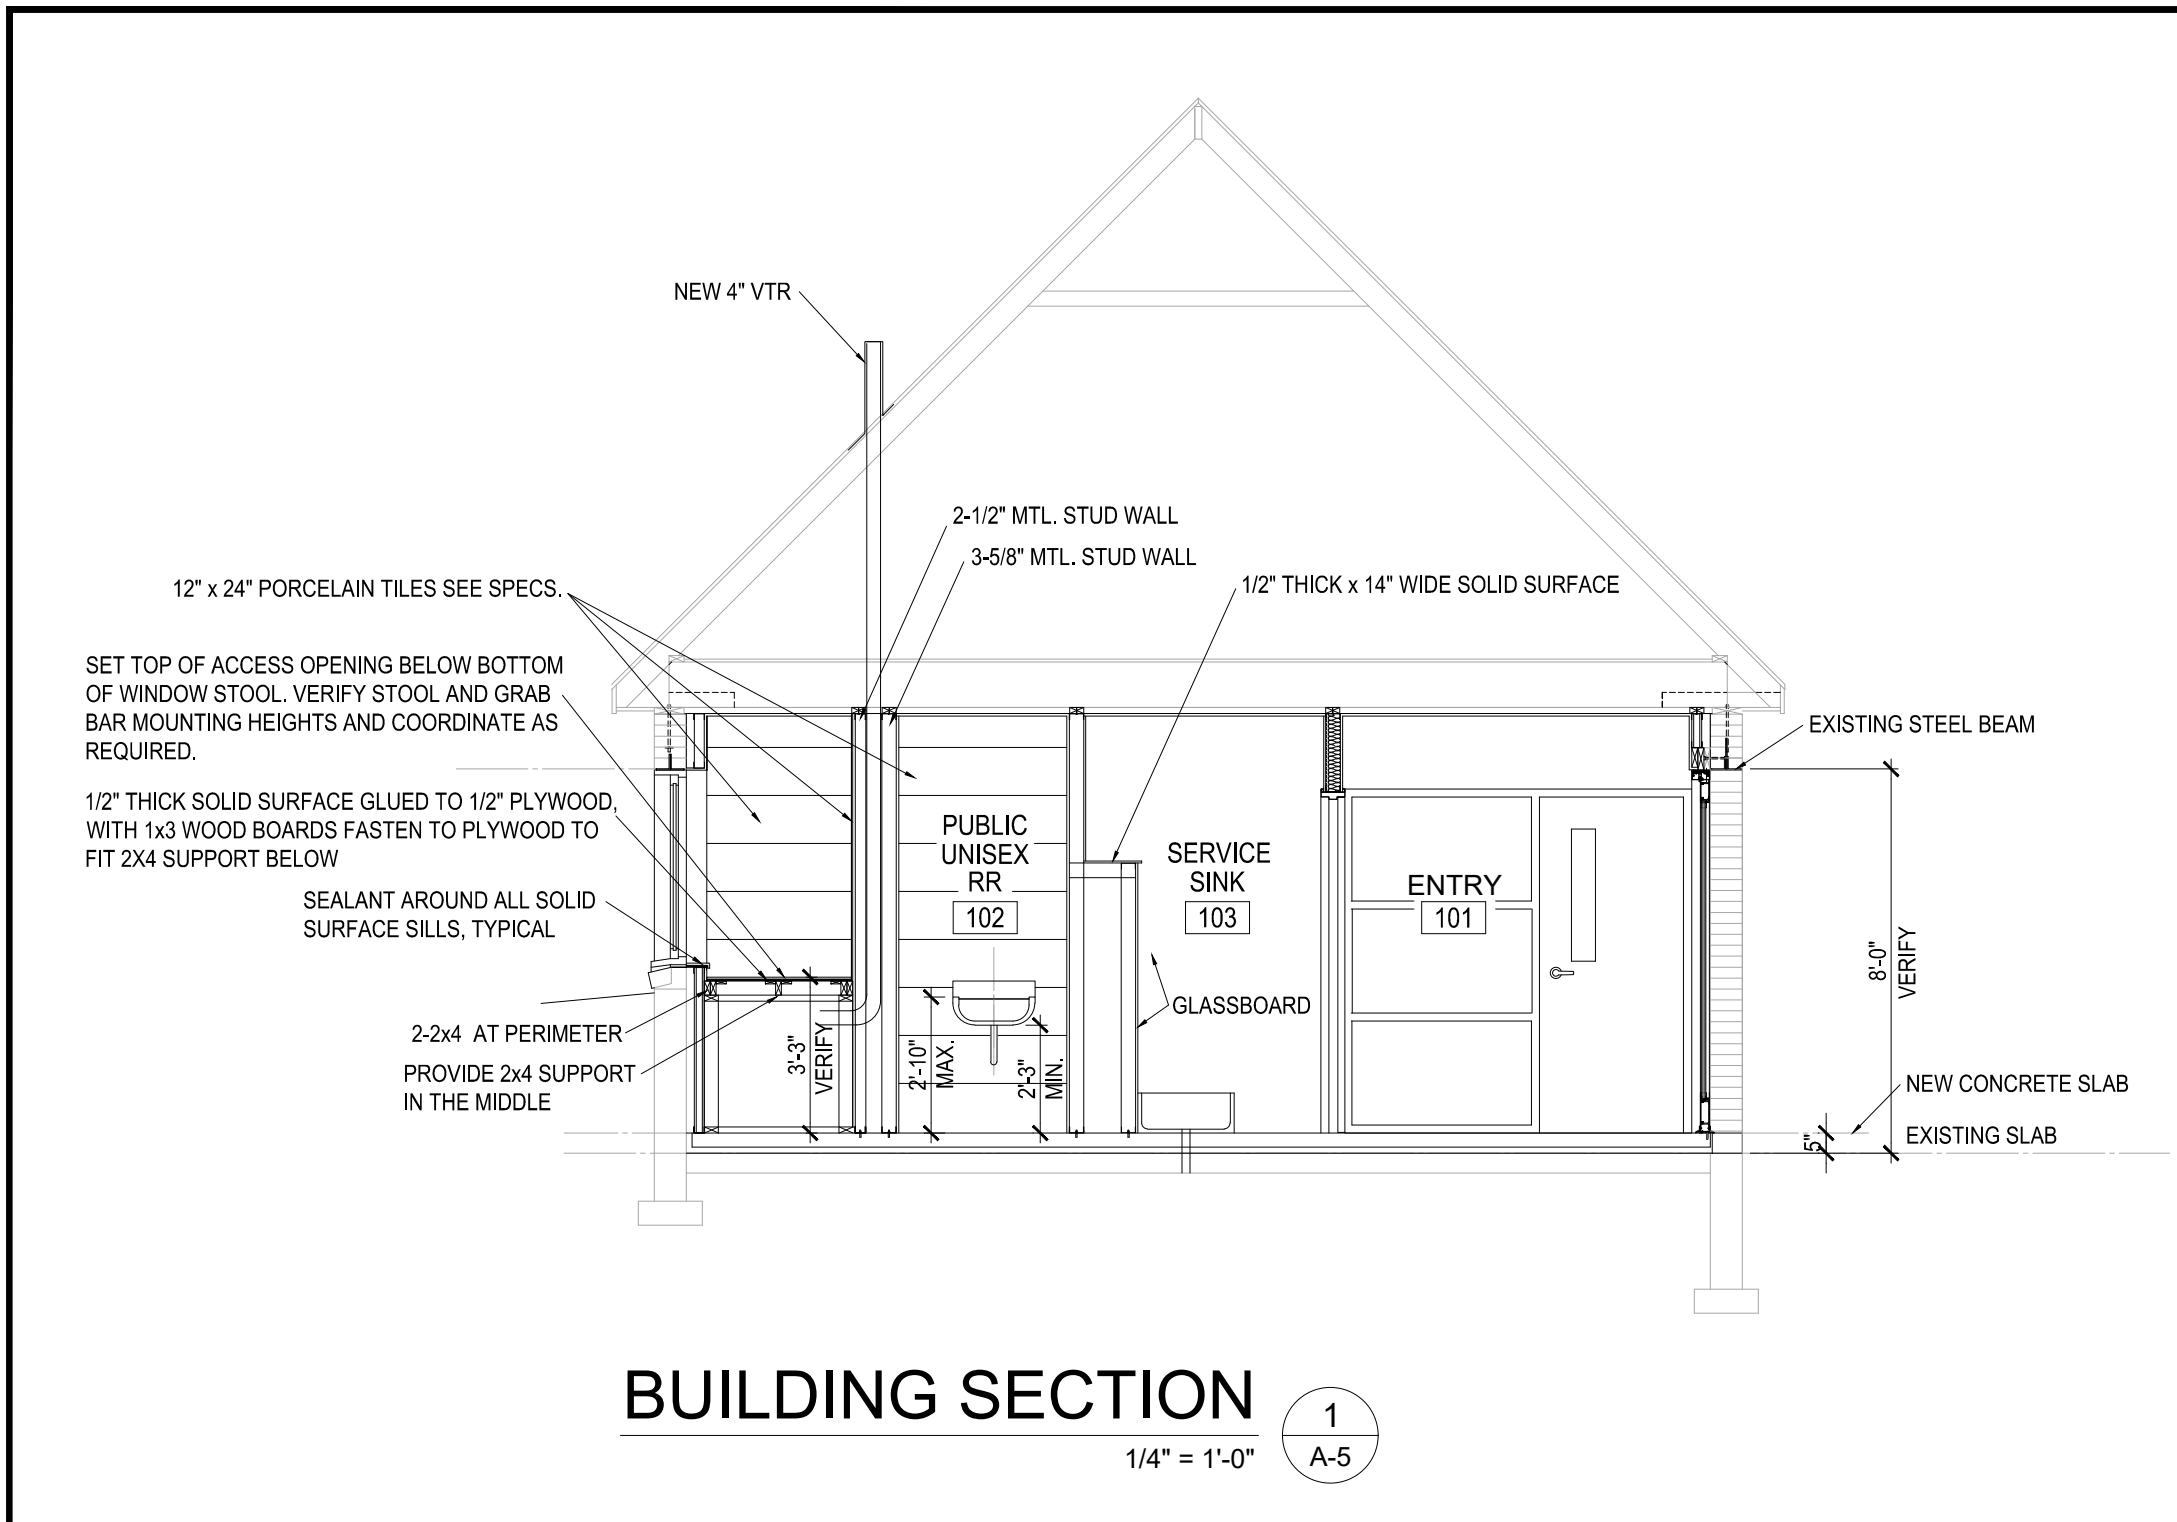 NEW 4" VTR
2-1/2" MTL. STUD WALL
3-5/8" MTL. STUD WALL
12" x 24" PORCELAIN TILES SEE SPECS.
1/2" THICK x 14" WIDE SOLID SURFACE
SET TOP OF ACCESS OPENING BELOW BOTTOM
OF WINDOW STOOL. VERIFY STOOL AND GRAB
BAR MOUNTING HEIGHTS AND COORDINATE AS
REQUIRED.
EXISTING STEEL BEAM
1/2" THICK SOLID SURFACE GLUED TO 1/2" PLYWOOD,
WITH 1x3 WOOD BOARDS FASTEN TO PLYWOOD TO
FIT 2X4 SUPPORT BELOW
SEALANT AROUND ALL SOLID
SURFACE SILLS, TYPICAL
PUBLIC
UNISEX
RR
102
SERVICE
SINK
103
ENTRY
101
8'-0"
VERIFY
GLASSBOARD
2-2x4 AT PERIMETER
PROVIDE 2x4 SUPPORT
IN THE MIDDLE
3'-3"
VERIFY
2'-10"
MAX.
2'-3"
MIN.
NEW CONCRETE SLAB
5"
EXISTING SLAB
BUILDING SECTION
1/4" = 1'-0"
1
A-5